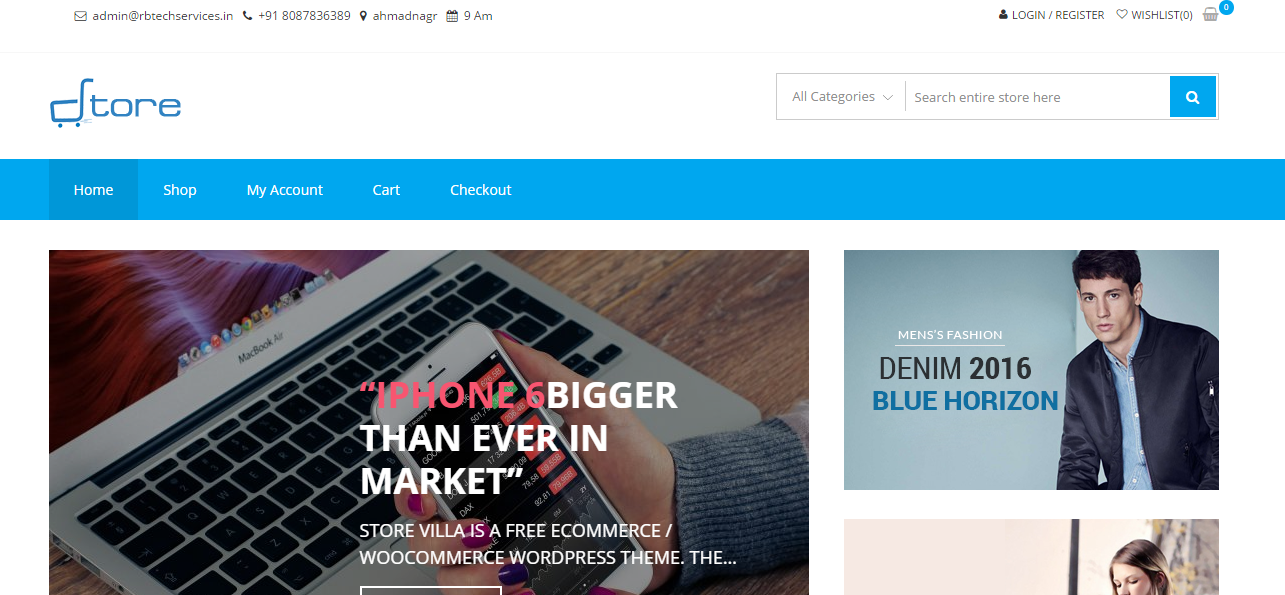 admin@rbtechservices.in +91 8087836389 ahmadnagr 9 Am
LOGIN / REGISTER WISHLIST(0) 0
Store
All Categories Search entire store here
Home Shop My Account Cart Checkout
MacBook Air
“IPHONE 6BIGGER
THAN EVER IN
MARKET”
STORE VILLA IS A FREE ECOMMERCE /
WOOCOMMERCE WORDPRESS THEME. THE...
MENS’S FASHION
DENIM 2016
BLUE HORIZON